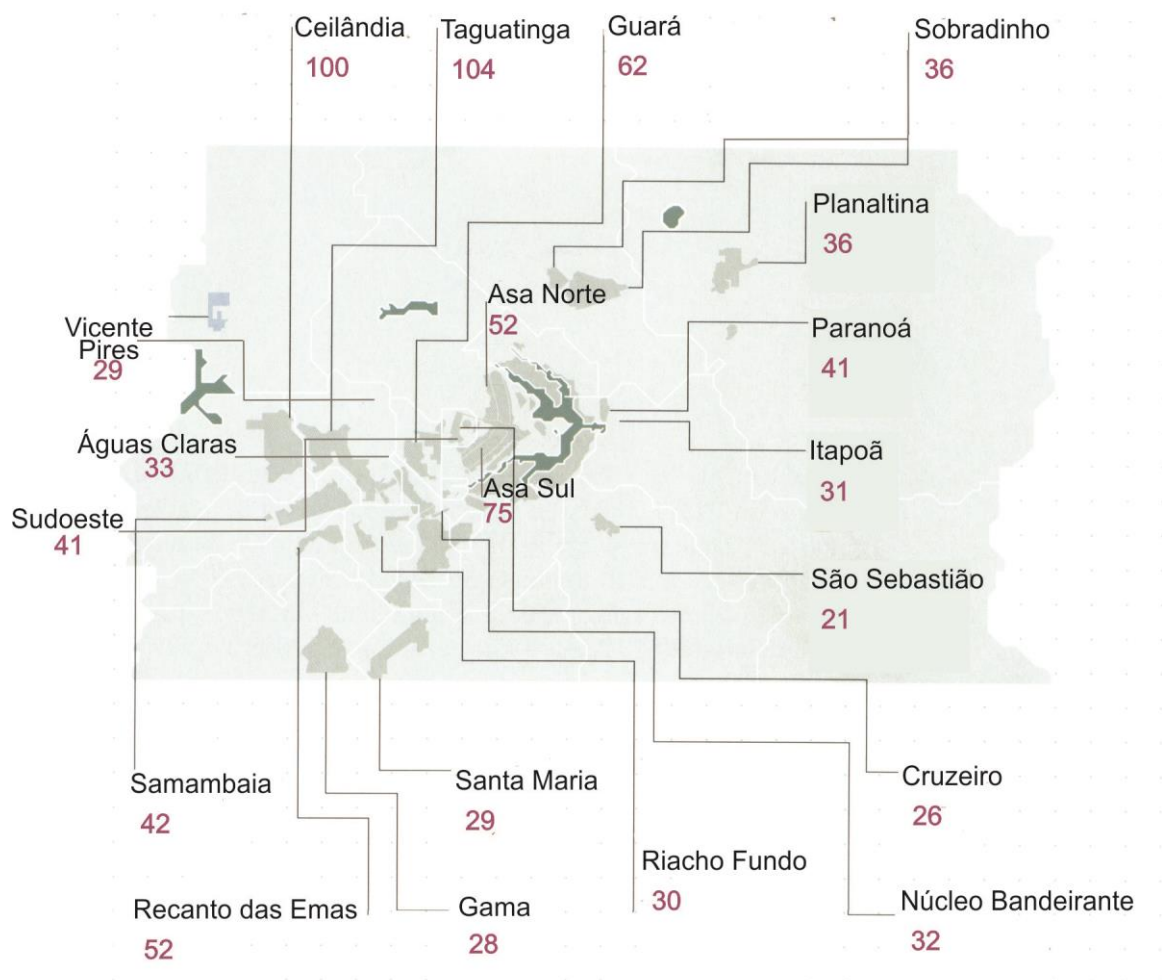 Ceilândia
100
Taguatinga
104
Guará
62
Sobradinho
36
Planaltina
36
Asa Norte
52
Vicente
Pires
29
Paranoá
41
Águas Claras
33
Itapoã
31
Asa Sul
75
Sudoeste
41
São Sebastião
21
Samambaia
42
Santa Maria
29
Cruzeiro
26
Riacho Fundo
30
Recanto das Emas
52
Gama
28
Núcleo Bandeirante
32